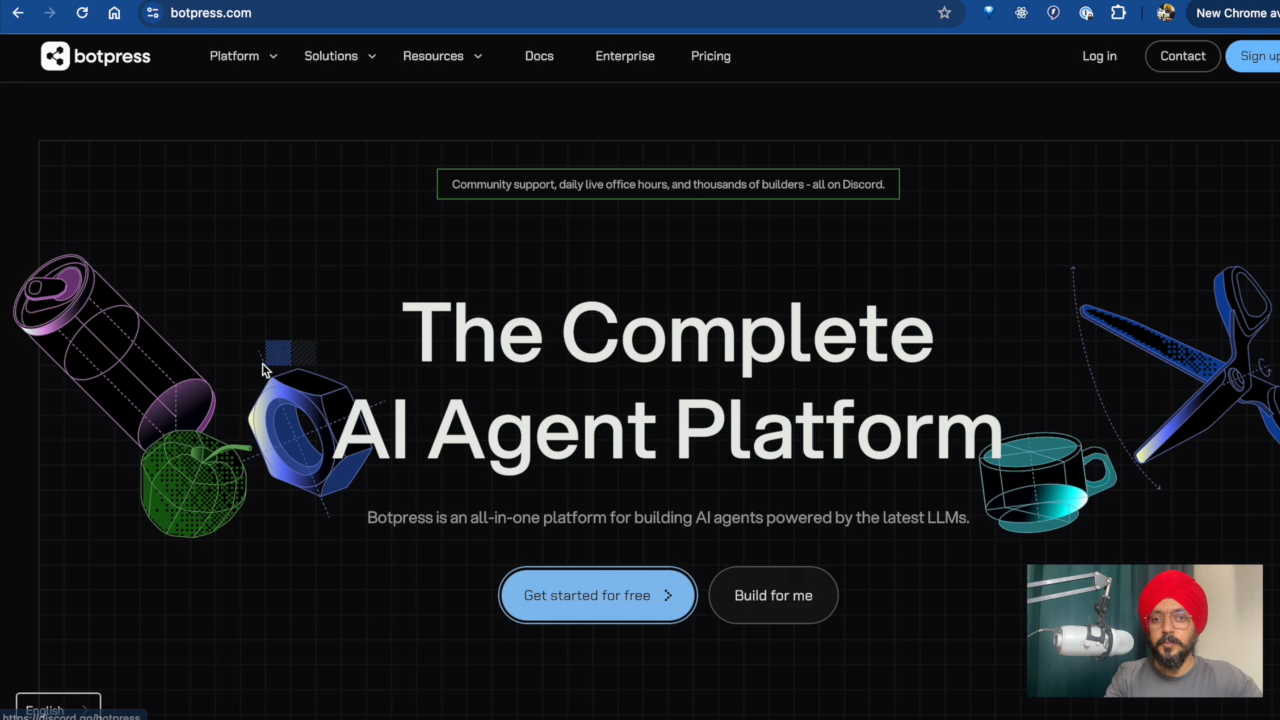 botpress.com
New Chrome av
botpress
Platform
Solutions
Resources
Docs
Enterprise
Pricing
Log in
Contact
Sign up
Community support, daily live office hours, and thousands of builders - all on Discord.
The Complete
AI Agent Platform
Botpress is an all-in-one platform for building AI agents powered by the latest LLMs.
Get started for free
Build for me
English
https://discord.gg/botpress